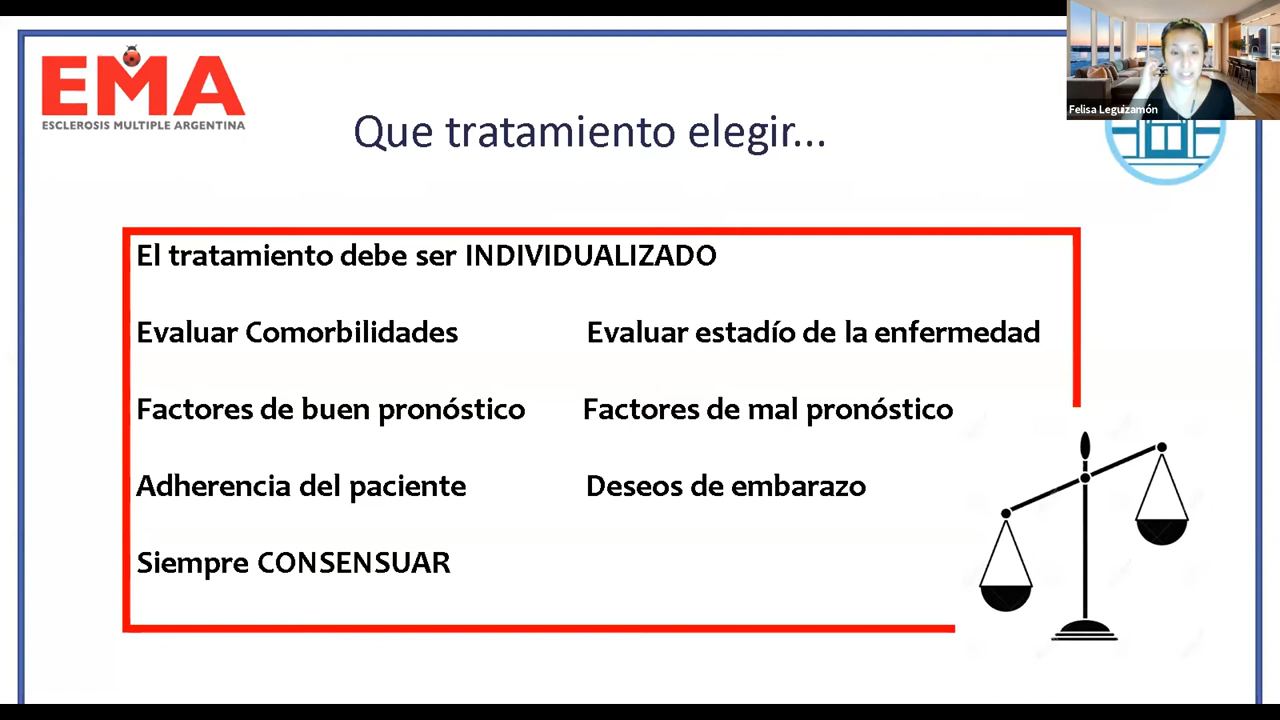 EMA
ESCLEROSIS MULTIPLE ARGENTINA
Felisa Leguizamón
Que tratamiento elegir...
El tratamiento debe ser INDIVIDUALIZADO
Evaluar Comorbilidades Evaluar estadío de la enfermedad
Factores de buen pronóstico Factores de mal pronóstico
Adherencia del paciente Deseos de embarazo
Siempre CONSENSUAR